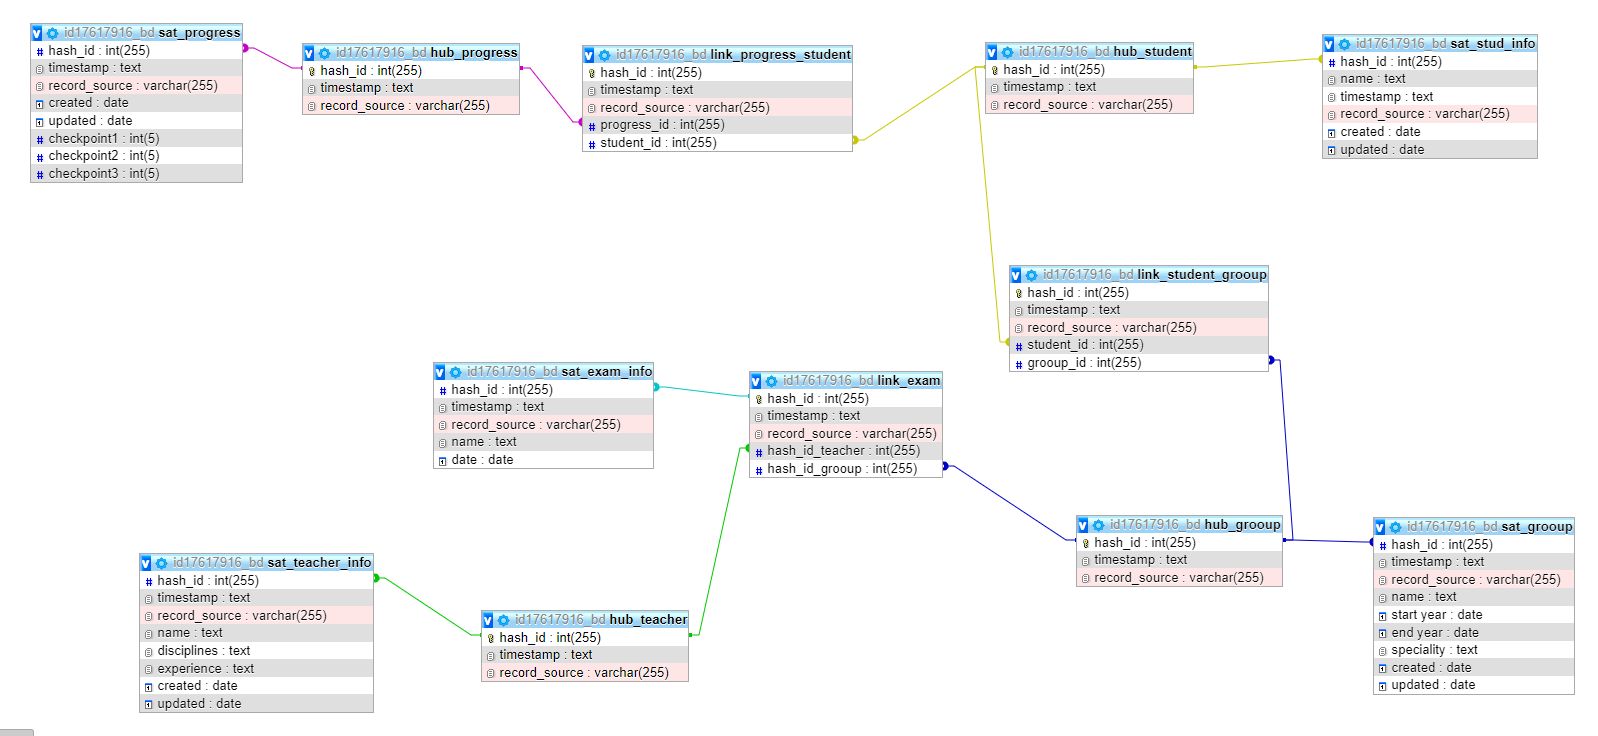 id17617916_bd sat_progress
hash_id : int(255)
timestamp : text
record_source : varchar(255)
created : date
updated : date
checkpoint1 : int(5)
checkpoint2 : int(5)
checkpoint3 : int(5)
id17617916_bd hub_progress
hash_id : int(255)
timestamp : text
record_source : varchar(255)
id17617916_bd link_progress_student
hash_id : int(255)
timestamp : text
record_source : varchar(255)
progress_id : int(255)
student_id : int(255)
id17617916_bd hub_student
hash_id : int(255)
timestamp : text
record_source : varchar(255)
id17617916_bd sat_stud_info
hash_id : int(255)
name : text
timestamp : text
record_source : varchar(255)
created : date
updated : date
id17617916_bd link_student_grooup
hash_id : int(255)
timestamp : text
record_source : varchar(255)
student_id : int(255)
grooup_id : int(255)
id17617916_bd sat_exam_info
hash_id : int(255)
timestamp : text
record_source : varchar(255)
name : text
date : date
id17617916_bd link_exam
hash_id : int(255)
timestamp : text
record_source : varchar(255)
hash_id_teacher : int(255)
hash_id_grooup : int(255)
id17617916_bd hub_grooup
hash_id : int(255)
timestamp : text
record_source : varchar(255)
id17617916_bd sat_grooup
hash_id : int(255)
timestamp : text
record_source : varchar(255)
name : text
start year : date
end year : date
speciality : text
created : date
updated : date
id17617916_bd sat_teacher_info
hash_id : int(255)
timestamp : text
record_source : varchar(255)
name : text
disciplines : text
experience : text
created : date
updated : date
id17617916_bd hub_teacher
hash_id : int(255)
timestamp : text
record_source : varchar(255)